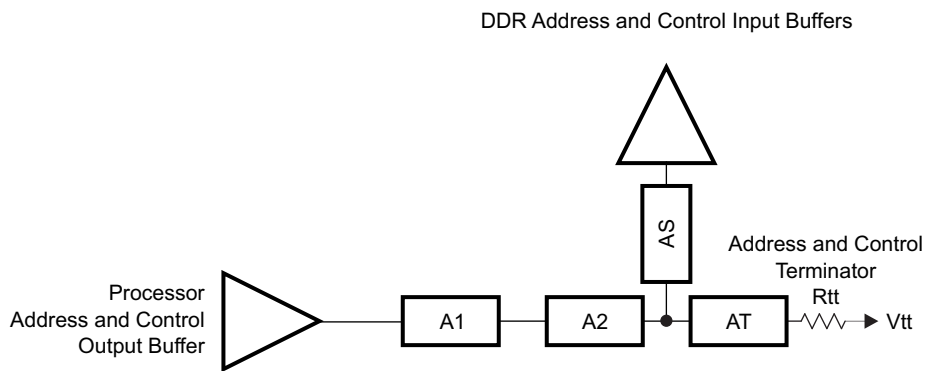 DDR Address and Control Input Buffers
AS
Address and Control
Terminator
Rtt
Processor
Address and Control
Output Buffer
A1
A2
AT
Vtt